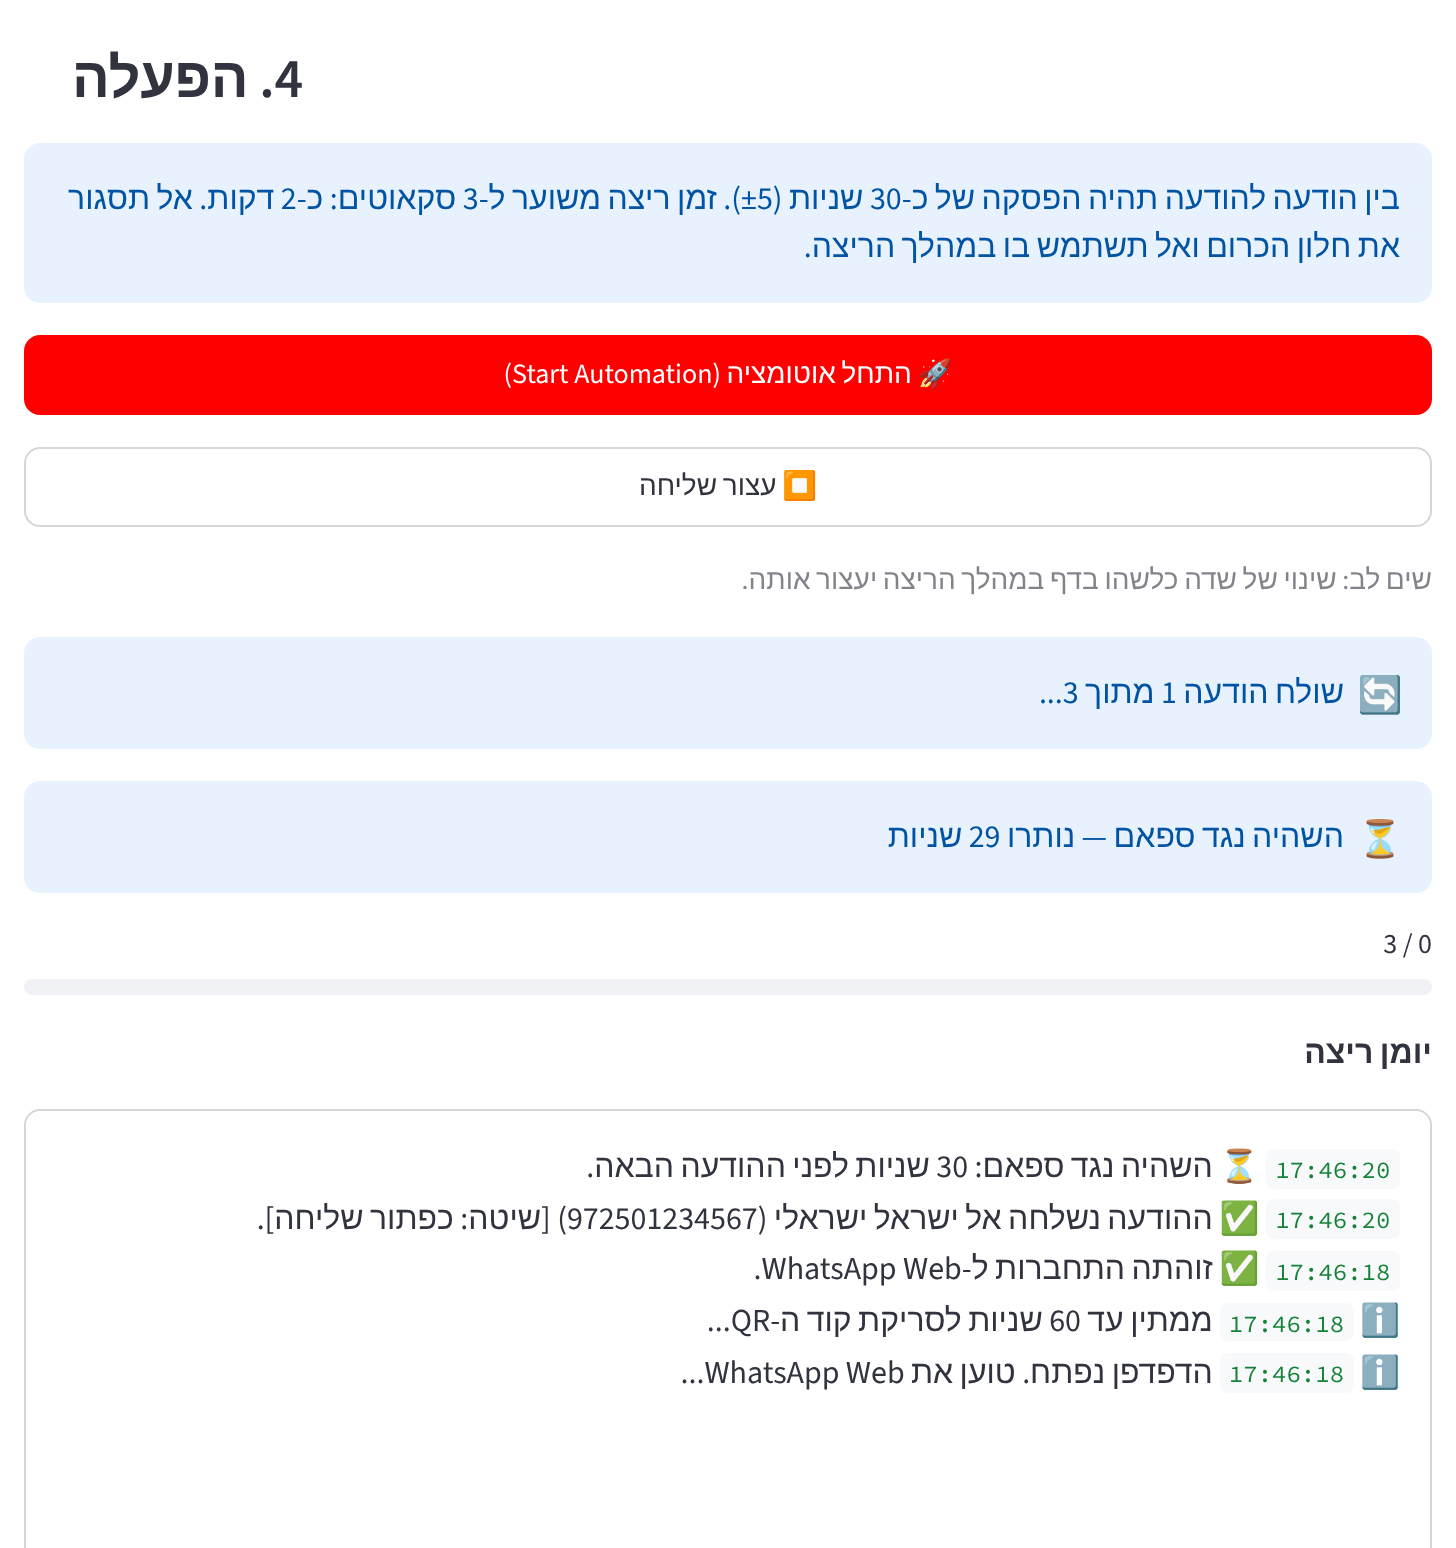 4. הפעלה
בין הודעה להודעה תהיה הפסקה של כ-30 שניות (±5). זמן ריצה משוער ל-3 סקאוטים: כ-2 דקות. אל תסגור
את חלון הכרום ואל תשתמש בו במהלך הריצה.
🚀 התחל אוטומציה (Start Automation)
⏹️ עצור שליחה
שים לב: שינוי של שדה כלשהו בדף במהלך הריצה יעצור אותה.
🔄 שולח הודעה 1 מתוך 3...
⏳ השהיה נגד ספאם — נותרו 29 שניות
0 / 3
יומן ריצה
17:46:20 ⏳ השהיה נגד ספאם: 30 שניות לפני ההודעה הבאה.
17:46:20 ✅ ההודעה נשלחה אל ישראל ישראלי (972501234567) [שיטה: כפתור שליחה].
17:46:18 ✅ זוהתה התחברות ל-WhatsApp Web.
ℹ️ 17:46:18 ממתין עד 60 שניות לסריקת קוד ה-QR...
ℹ️ 17:46:18 הדפדפן נפתח. טוען את WhatsApp Web...